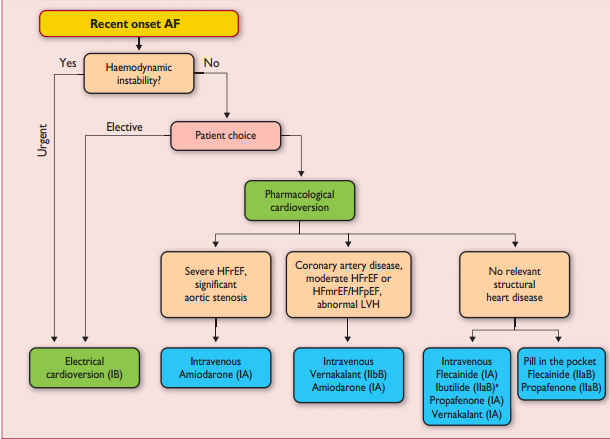 Recent onset AF
Yes
Haemodynamic
instability?
No
Urgent
Elective
Patient choice
Pharmacological
cardioversion
Severe HFrEF,
significant
aortic stenosis
Coronary artery disease,
moderate HFrEF or
HFmrEF/HFpEF,
abnormal LVH
No relevant
structural
heart disease
Electrical
cardioversion (IB)
Intravenous
Amiodarone (IA)
Intravenous
Vernakalant (IIbB)
Amiodarone (IA)
Intravenous
Flecainide (IA)
Ibutilide (IIaB)ᵃ
Propafenone (IA)
Vernakalant (IA)
Pill in the pocket
Flecainide (IIaB)
Propafenone (IIaB)